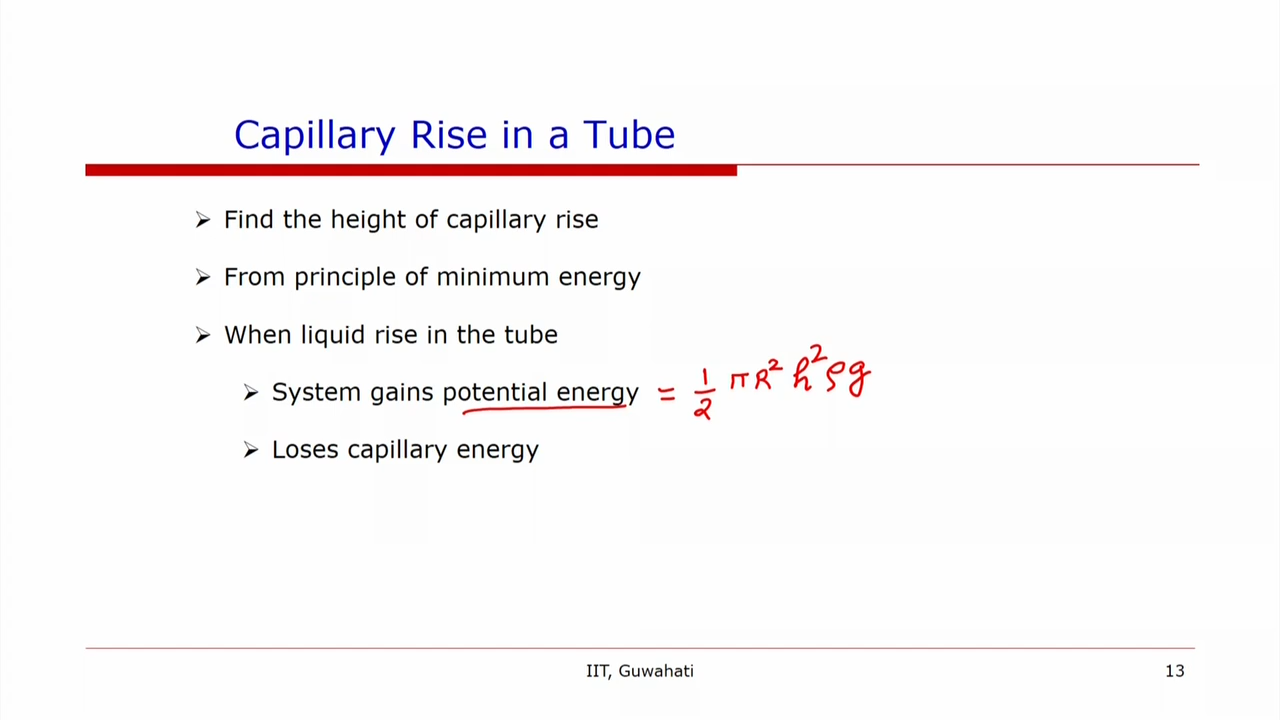 Capillary Rise in a Tube
➢ Find the height of capillary rise
➢ From principle of minimum energy
➢ When liquid rise in the tube
➢ System gains potential energy = 1/2 πR² h² ρg
➢ Loses capillary energy
IIT, Guwahati 13